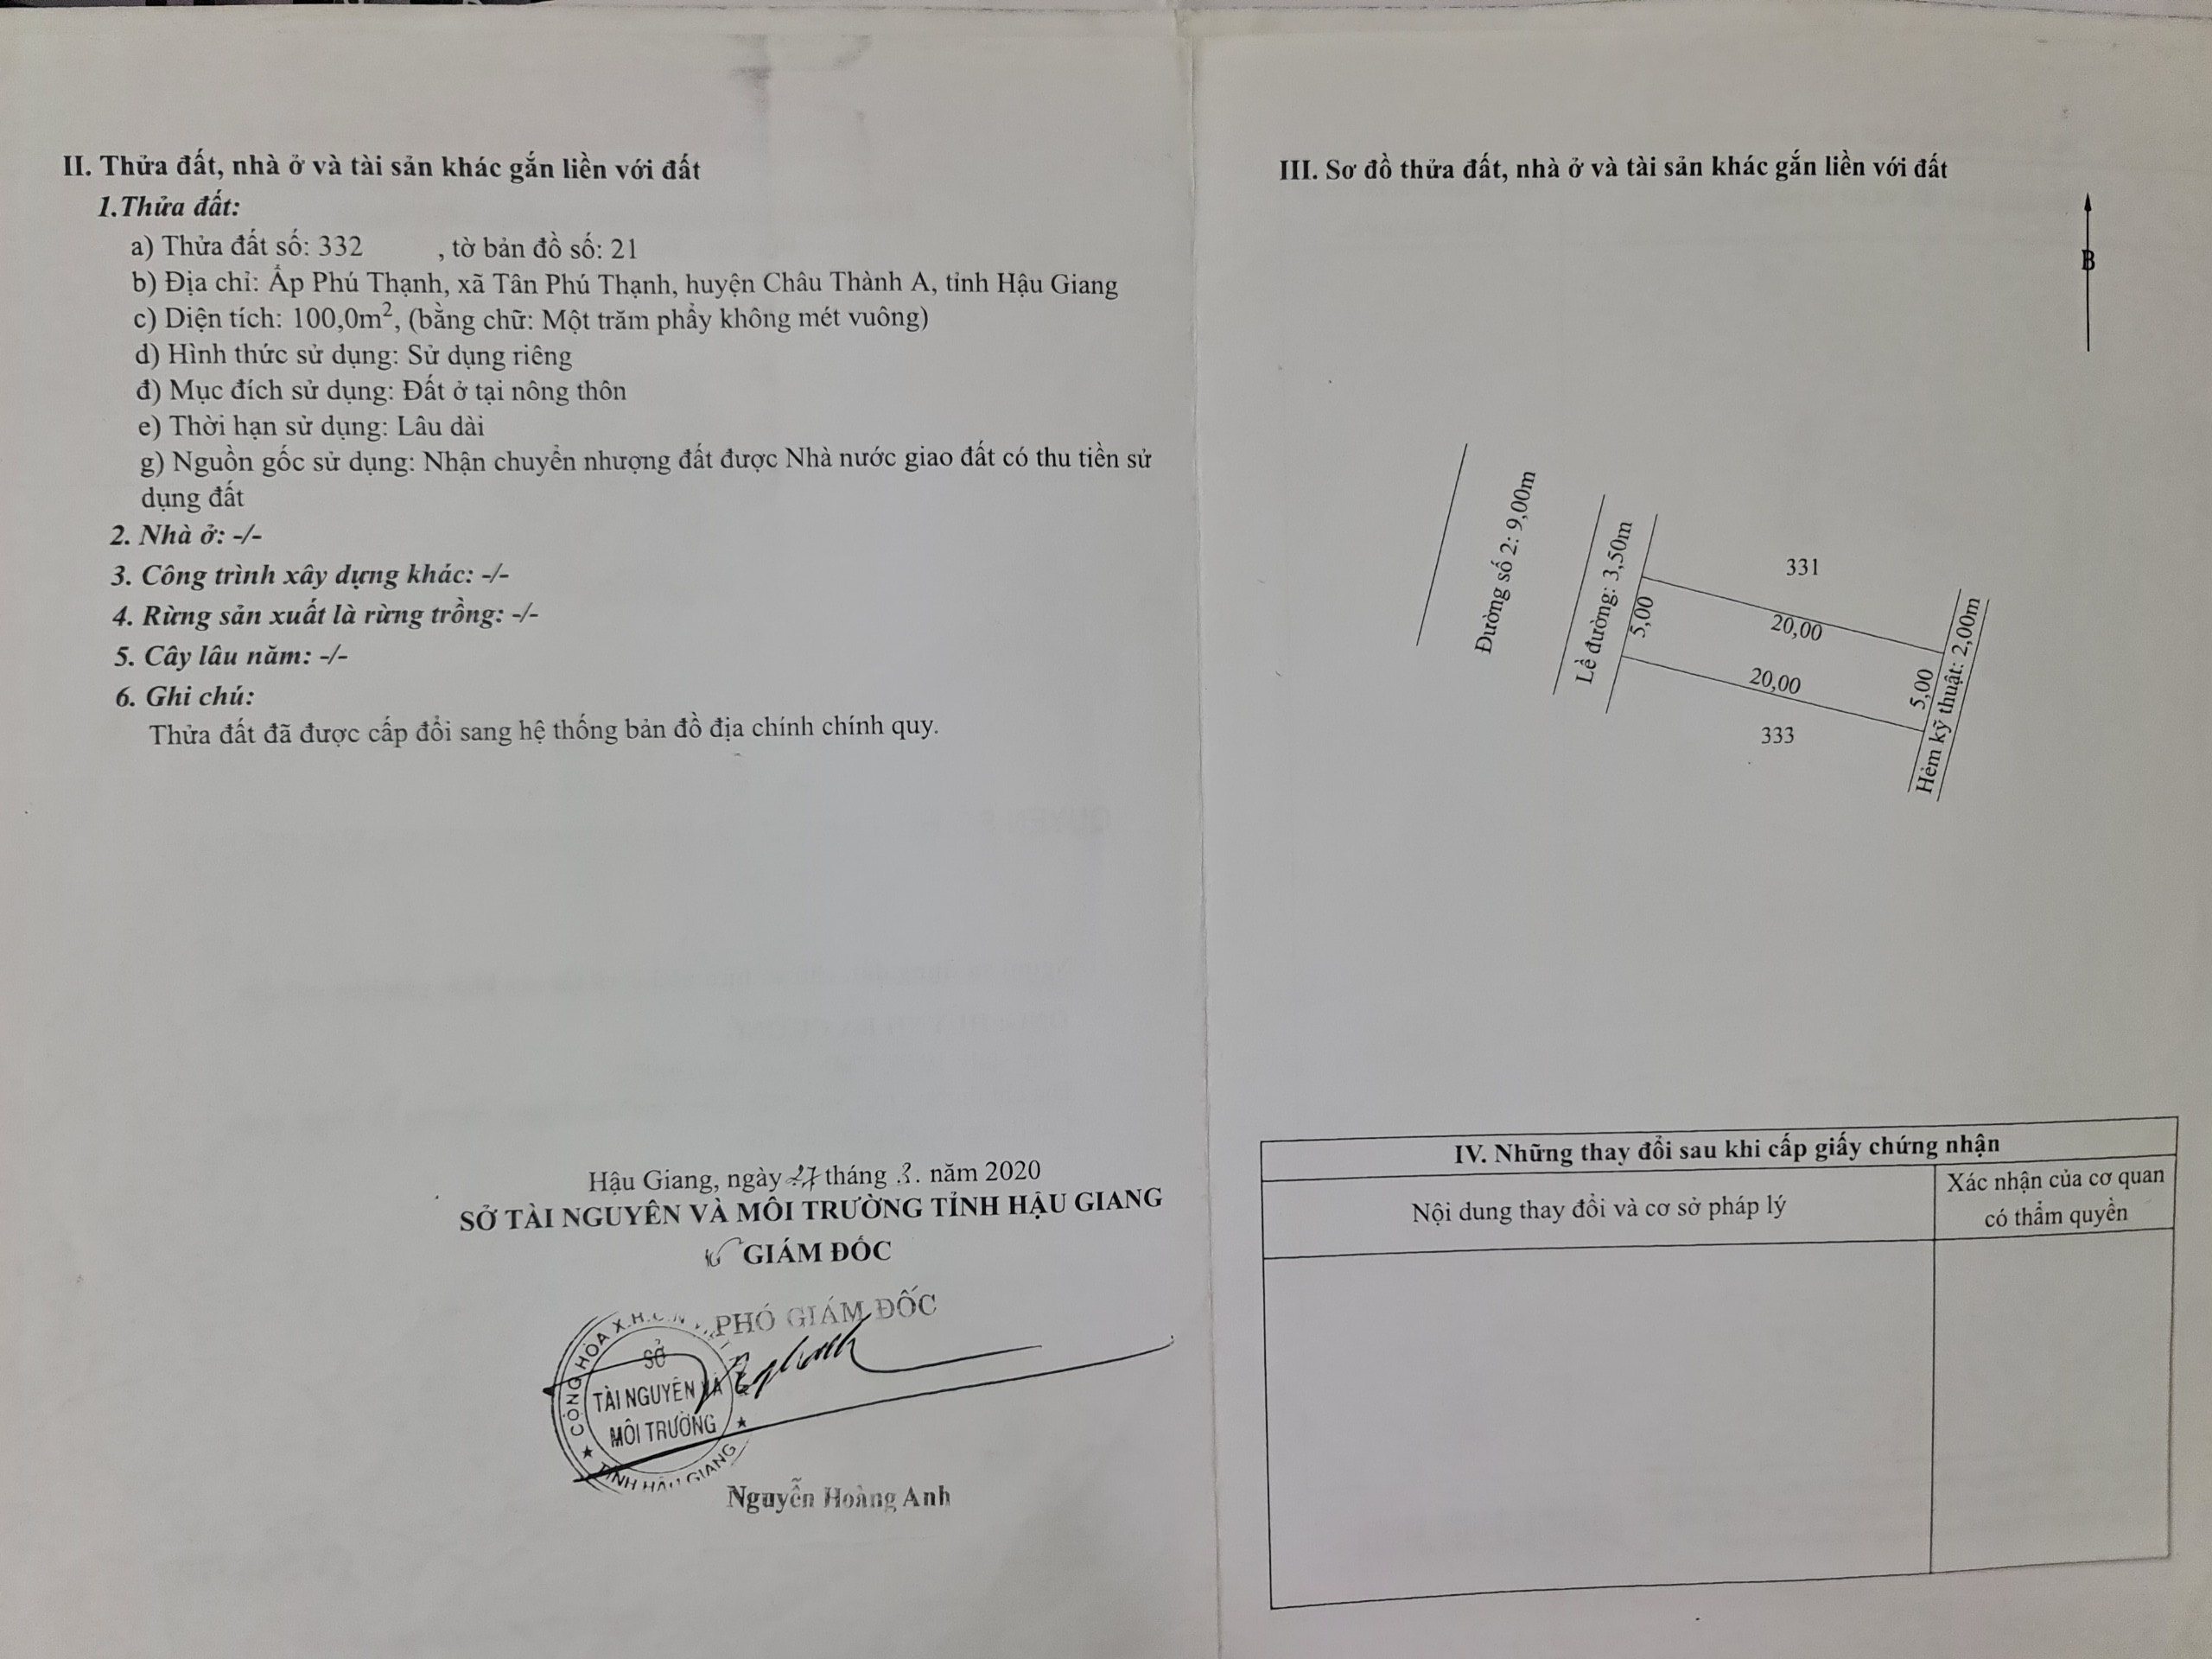 II. Thửa đất, nhà ở và tài sản khác gắn liền với đất
1.Thửa đất:
a) Thửa đất số: 332 , tờ bản đồ số: 21
b) Địa chỉ: Ấp Phú Thạnh, xã Tân Phú Thạnh, huyện Châu Thành A, tỉnh Hậu Giang
c) Diện tích: 100,0m², (bằng chữ: Một trăm phẩy không mét vuông)
d) Hình thức sử dụng: Sử dụng riêng
đ) Mục đích sử dụng: Đất ở tại nông thôn
e) Thời hạn sử dụng: Lâu dài
g) Nguồn gốc sử dụng: Nhận chuyển nhượng đất được Nhà nước giao đất có thu tiền sử
dụng đất
2. Nhà ở: -/-
3. Công trình xây dựng khác: -/-
4. Rừng sản xuất là rừng trồng: -/-
5. Cây lâu năm: -/-
6. Ghi chú:
Thửa đất đã được cấp đổi sang hệ thống bản đồ địa chính chính quy.
Hậu Giang, ngày 27 tháng .3. năm 2020
SỞ TÀI NGUYÊN VÀ MÔI TRƯỜNG TỈNH HẬU GIANG
GIÁM ĐỐC
PHÓ GIÁM ĐỐC
CỘNG HÒA X.H.C.N
SỞ
TÀI NGUYÊN VÀ
MÔI TRƯỜNG
TỈNH HẬU GIANG
Nguyễn Hoàng Anh
III. Sơ đồ thửa đất, nhà ở và tài sản khác gắn liền với đất
B
Đường số 2: 9,00m
Lề đường: 3,50m
5,00
331
20,00
20,00
5,00
Hẻm kỹ thuật: 2,00m
333
IV. Những thay đổi sau khi cấp giấy chứng nhận
Nội dung thay đổi và cơ sở pháp lý
Xác nhận của cơ quan
có thẩm quyền